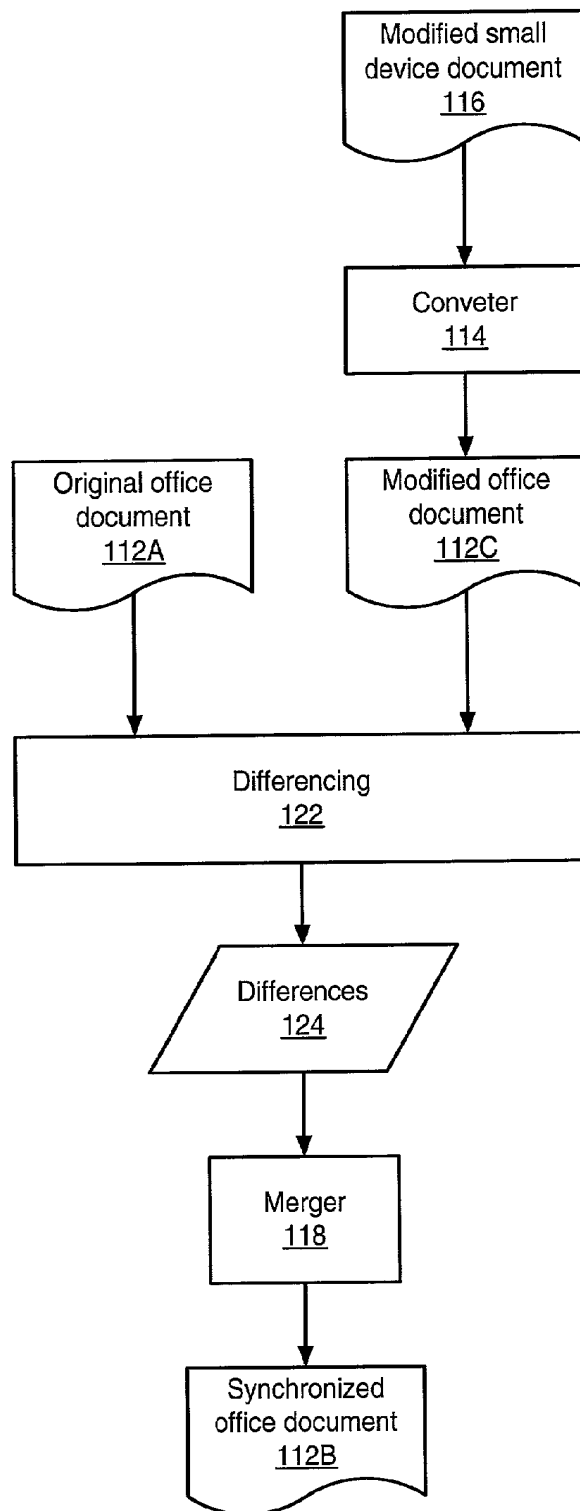 Modified small
device document
116
Conveter
114
Original office
document
112A
Modified office
document
112C
Differencing
122
Differences
124
Merger
118
Synchronized
office document
112B